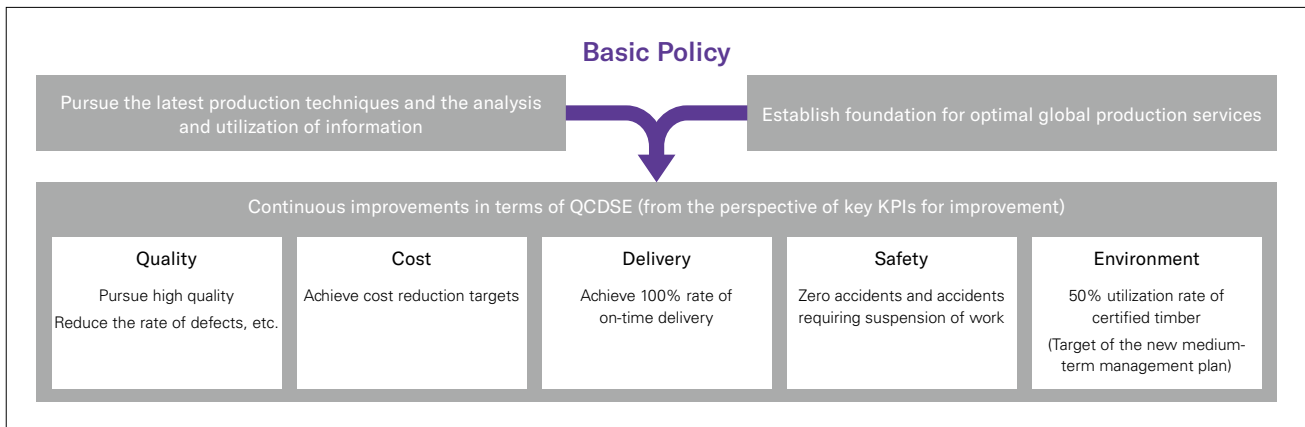 Basic Policy
Pursue the latest production techniques and the analysis
and utilization of information
Establish foundation for optimal global production services
Continuous improvements in terms of QCDSE (from the perspective of key KPIs for improvement)
Quality
Pursue high quality
Reduce the rate of defects, etc.
Cost
Achieve cost reduction targets
Delivery
Achieve 100% rate of
on-time delivery
Safety
Zero accidents and accidents
requiring suspension of work
Environment
50% utilization rate of
certified timber
(Target of the new medium-
term management plan)